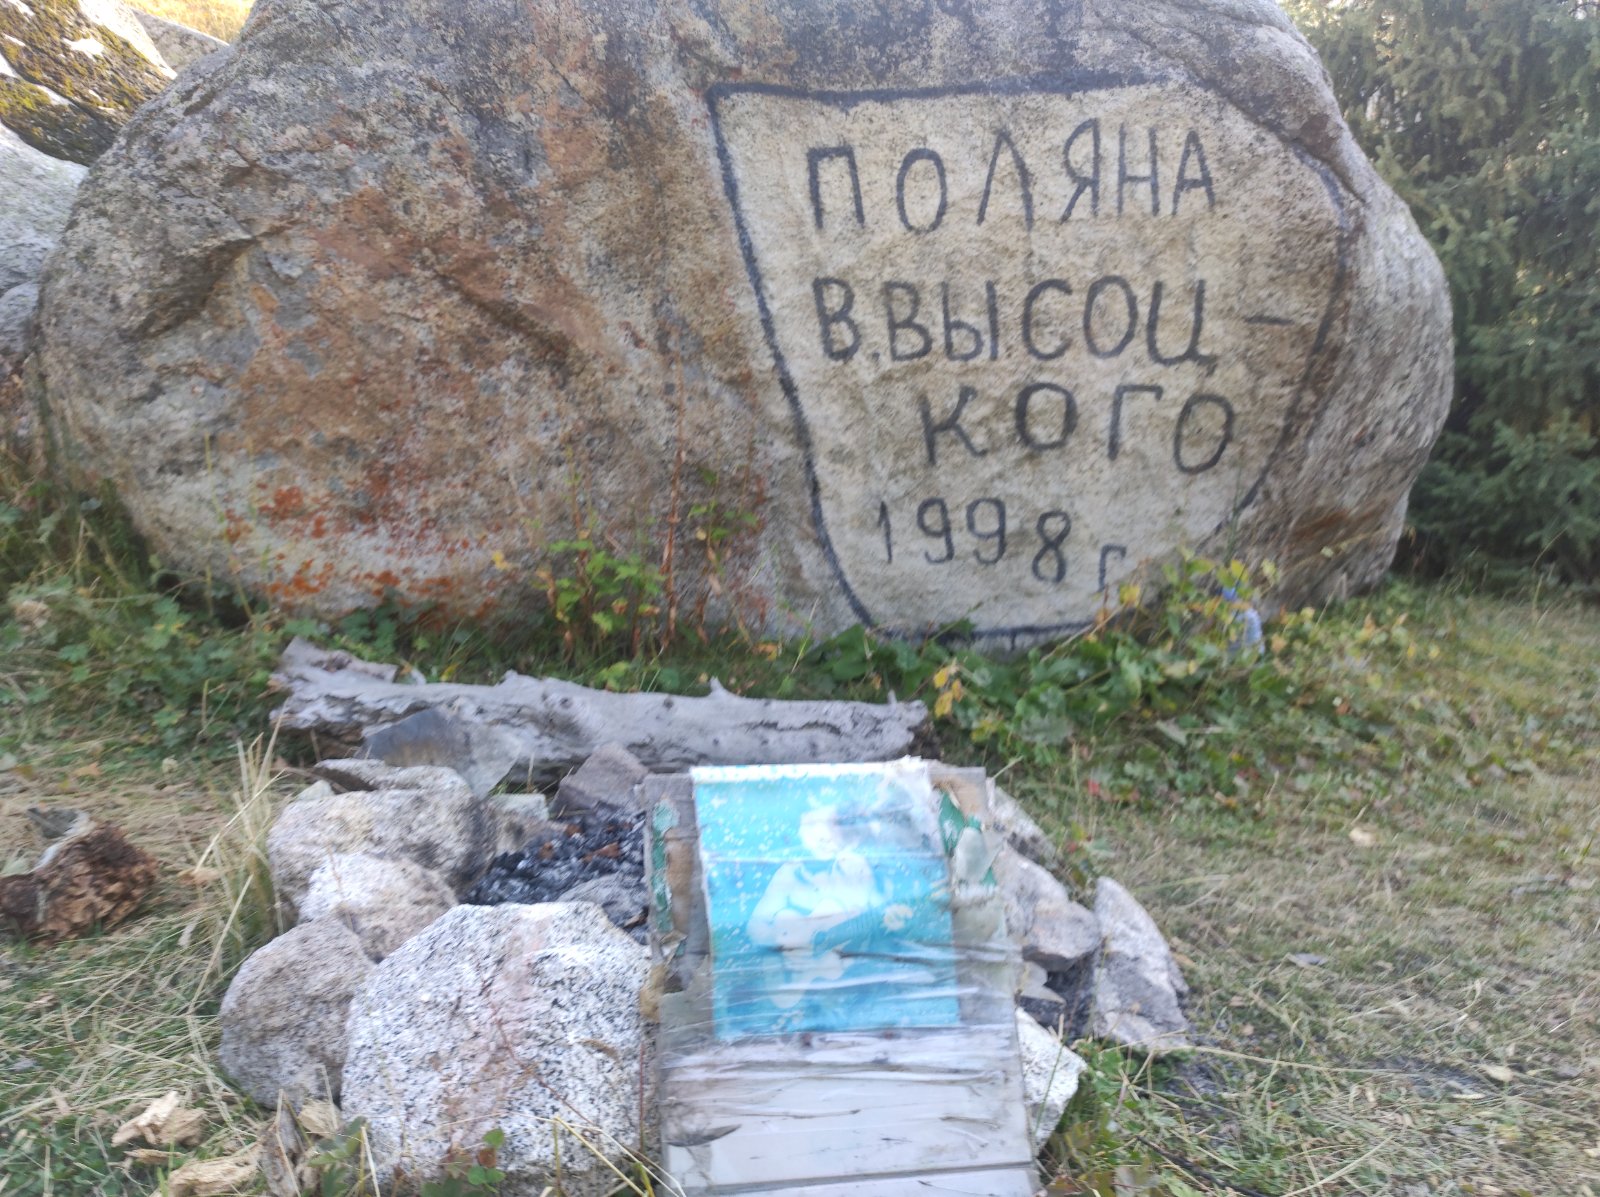 ПОЛЯНА
В.ВЫСОЦ-
КОГО
1998 г